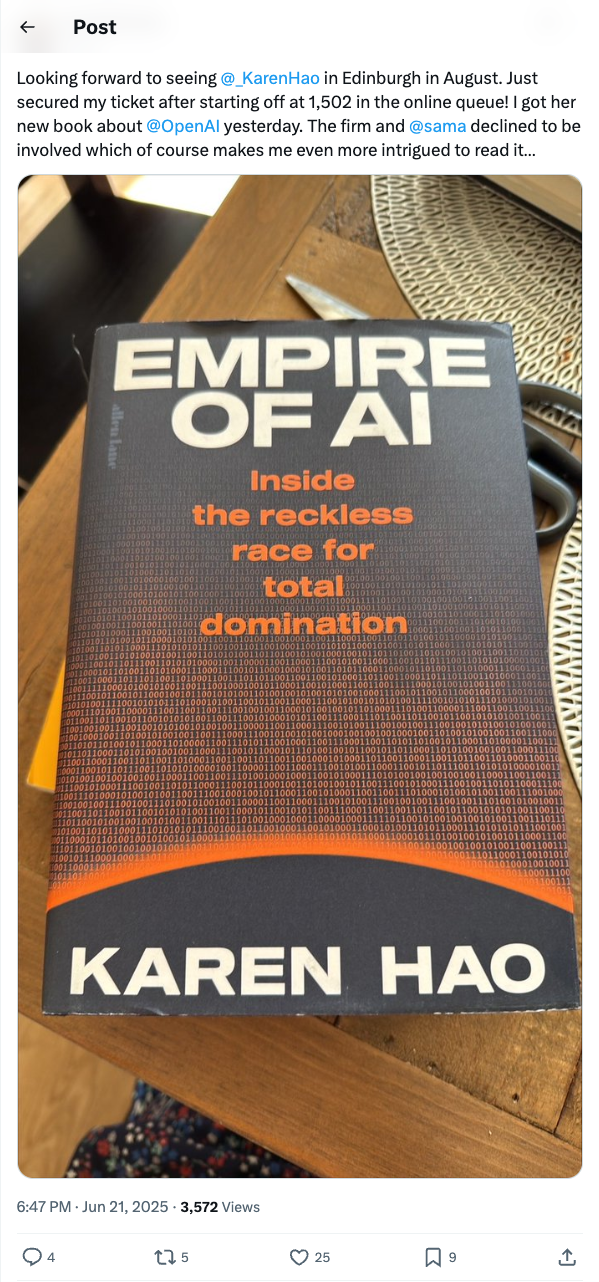 Post
Looking forward to seeing @_KarenHao in Edinburgh in August. Just
secured my ticket after starting off at 1,502 in the online queue! I got her
new book about @OpenAI yesterday. The firm and @sama declined to be
involved which of course makes me even more intrigued to read it...
EMPIRE
OF AI
allen lane
Inside
the reckless
race for
total
domination
KAREN HAO
6:47 PM · Jun 21, 2025 · 3,572 Views
4 5 25 9